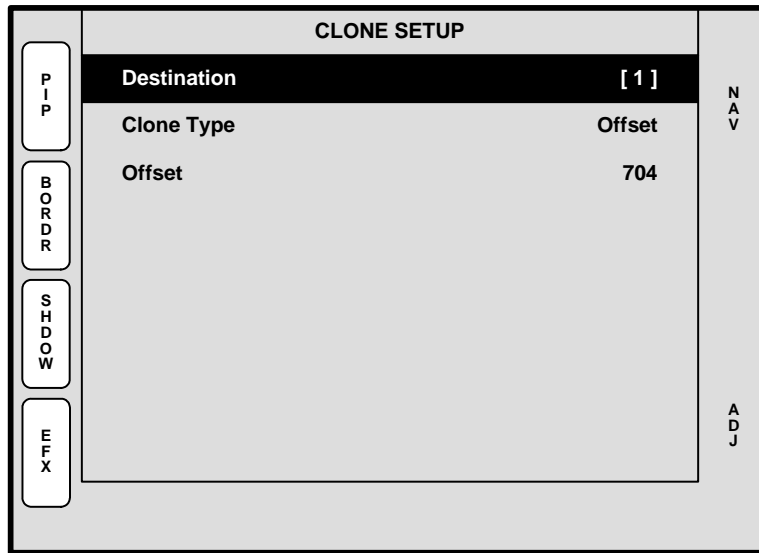 CLONE SETUP
Destination [ 1 ]
Clone Type Offset
Offset 704
PIP
BORDR
SHDOW
EFX
NAV
ADJ